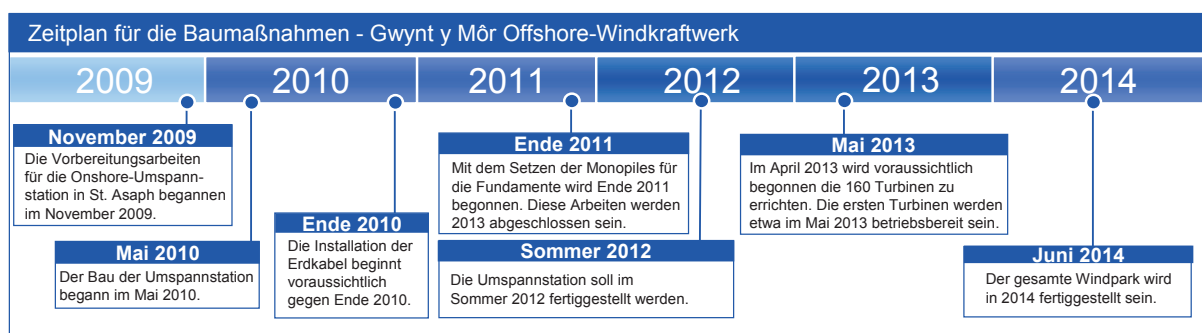 Zeitplan für die Baumaßnahmen - Gwynt y Môr Offshore-Windkraftwerk
2009
2010
2011
2012
2013
2014
November 2009
Die Vorbereitungsarbeiten
für die Onshore-Umspann-
station in St. Asaph begannen
im November 2009.
Mai 2010
Der Bau der Umspannstation
begann im Mai 2010.
Ende 2010
Die Installation der
Erdkabel beginnt
voraussichtlich
gegen Ende 2010.
Ende 2011
Mit dem Setzen der Monopiles für
die Fundamente wird Ende 2011
begonnen. Diese Arbeiten werden
2013 abgeschlossen sein.
Sommer 2012
Die Umspannstation soll im
Sommer 2012 fertiggestellt werden.
Mai 2013
Im April 2013 wird voraussichtlich
begonnen die 160 Turbinen zu
errichten. Die ersten Turbinen werden
etwa im Mai 2013 betriebsbereit sein.
Juni 2014
Der gesamte Windpark wird
in 2014 fertiggestellt sein.